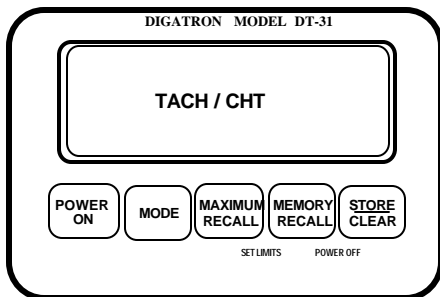 DIGATRON MODEL DT-31
TACH / CHT
POWER ON
MODE
MAXIMUM RECALL
MEMORY RECALL
STORE CLEAR
SET LIMITS
POWER OFF